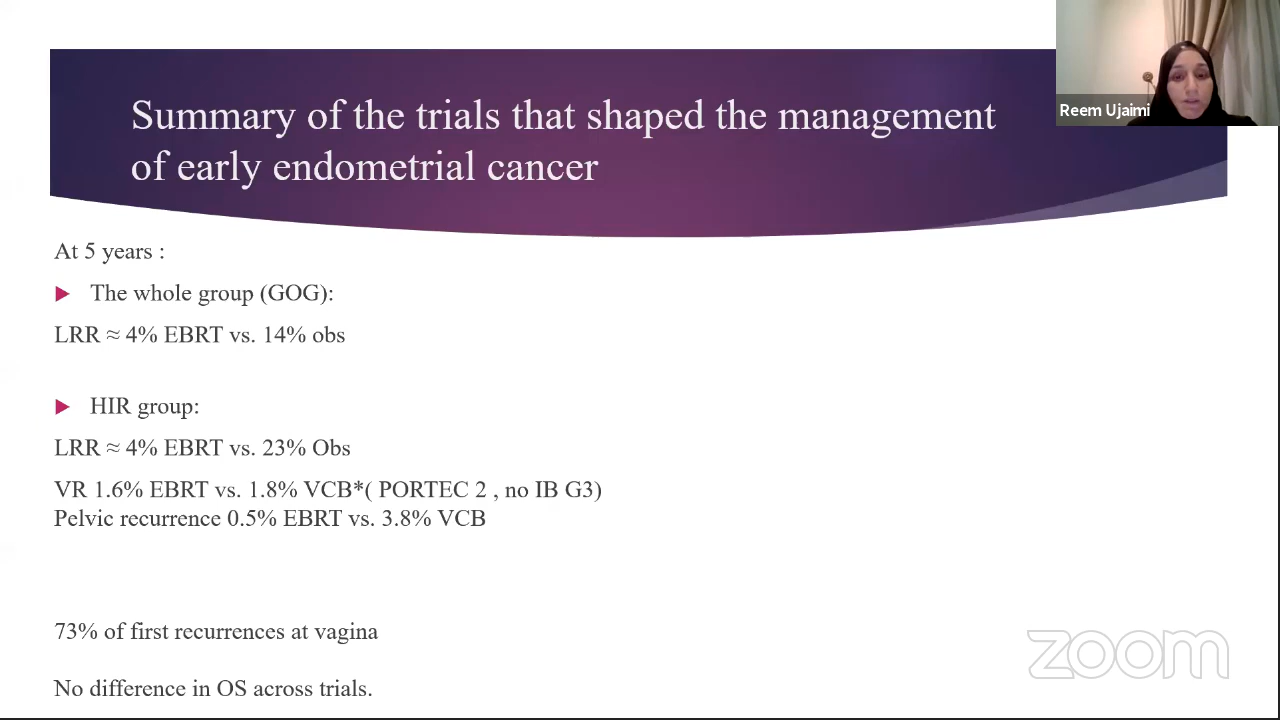 Reem Ujaimi
Summary of the trials that shaped the management
of early endometrial cancer
At 5 years :
The whole group (GOG):
LRR ≈ 4% EBRT vs. 14% obs
HIR group:
LRR ≈ 4% EBRT vs. 23% Obs
VR 1.6% EBRT vs. 1.8% VCB*( PORTEC 2 , no IB G3)
Pelvic recurrence 0.5% EBRT vs. 3.8% VCB
73% of first recurrences at vagina
No difference in OS across trials.
zoom